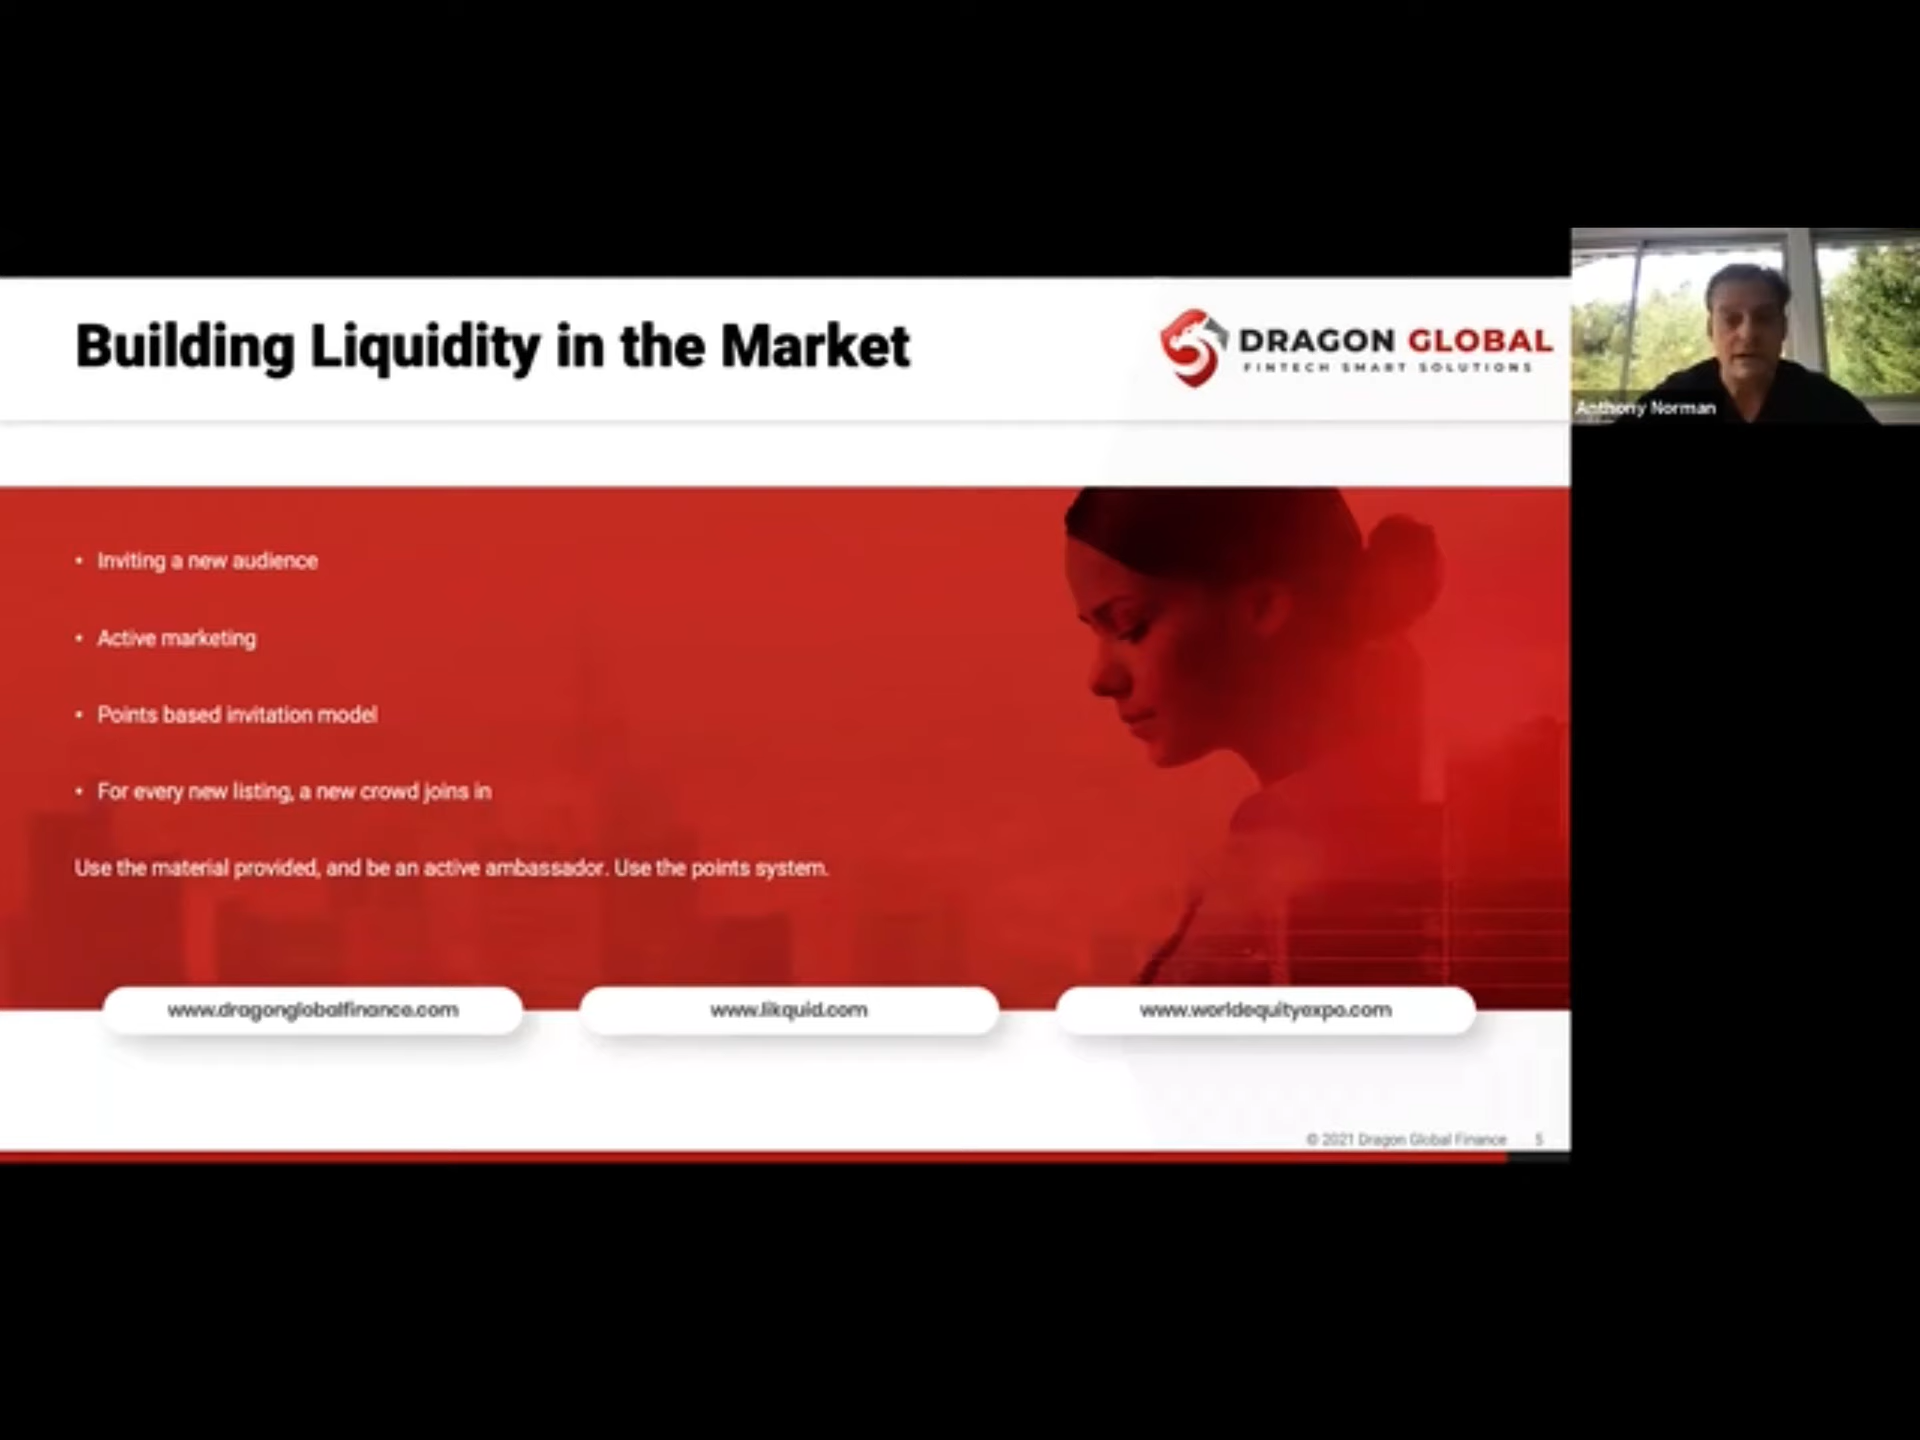 Building Liquidity in the Market
DRAGON GLOBAL
FINTECH SMART SOLUTIONS
Anthony Norman
• Inviting a new audience
• Active marketing
• Points based invitation model
• For every new listing, a new crowd joins in
Use the material provided, and be an active ambassador. Use the points system.
www.dragonglobalfinance.com
www.likquid.com
www.worldequityexpo.com
© 2021 Dragon Global Finance 5